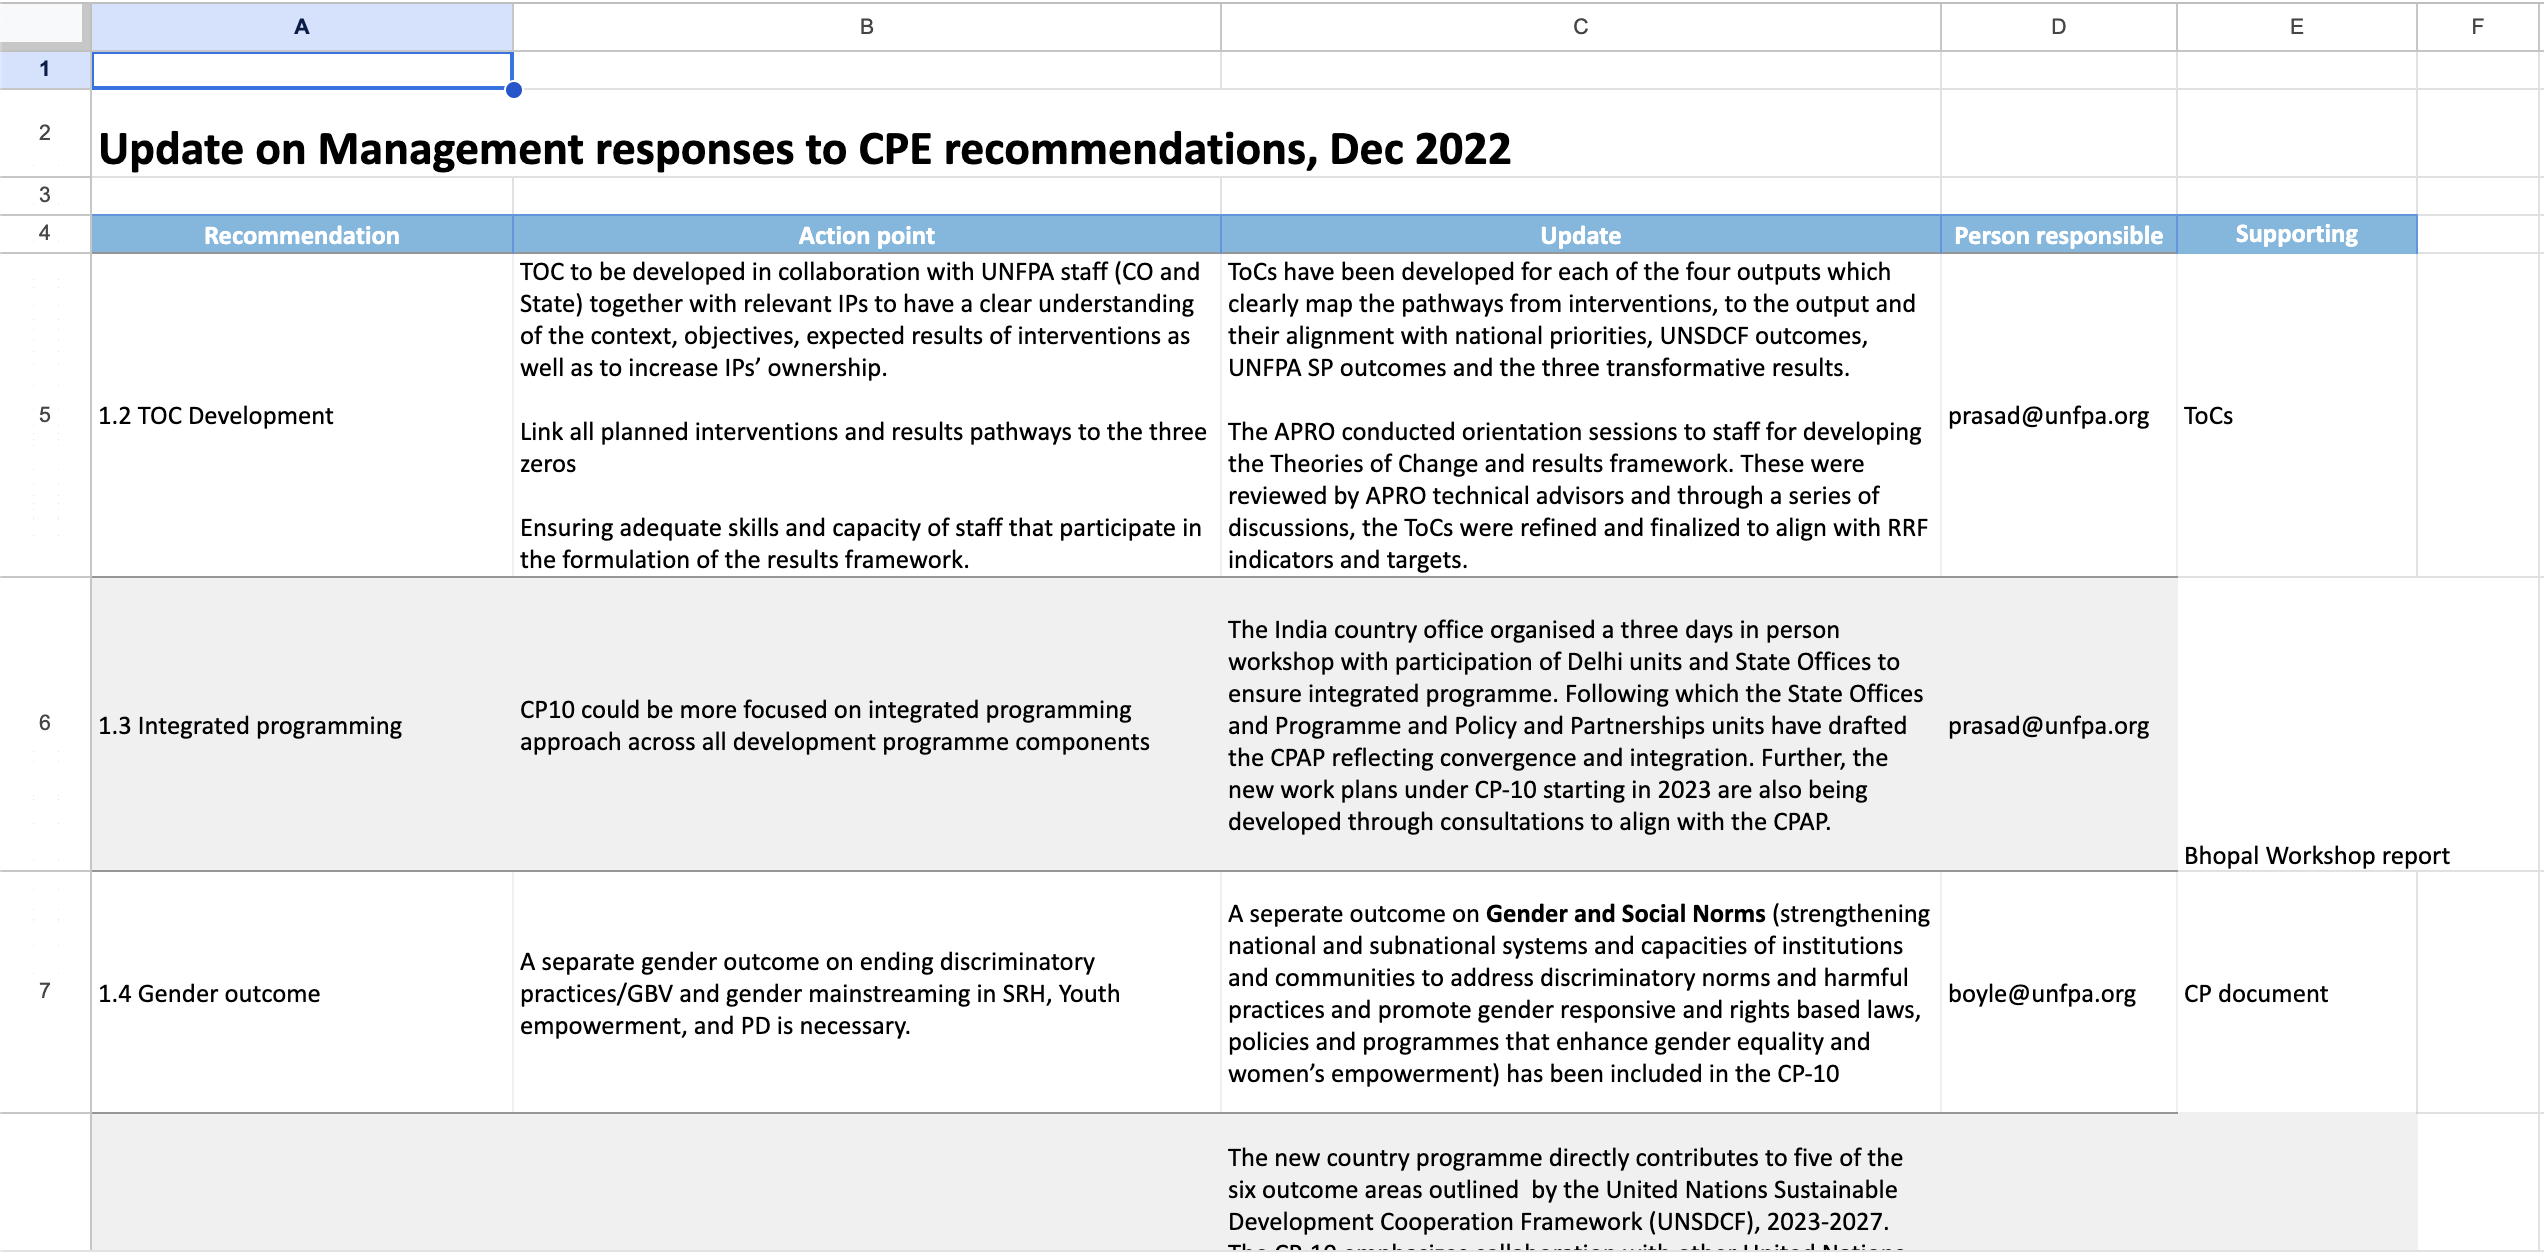 A B C D E F
1
2
Update on Management responses to CPE recommendations, Dec 2022
3
4
Recommendation
Action point
Update
Person responsible
Supporting
5
1.2 TOC Development
TOC to be developed in collaboration with UNFPA staff (CO and
State) together with relevant IPs to have a clear understanding
of the context, objectives, expected results of interventions as
well as to increase IPs’ ownership.
Link all planned interventions and results pathways to the three
zeros
Ensuring adequate skills and capacity of staff that participate in
the formulation of the results framework.
ToCs have been developed for each of the four outputs which
clearly map the pathways from interventions, to the output and
their alignment with national priorities, UNSDCF outcomes,
UNFPA SP outcomes and the three transformative results.
The APRO conducted orientation sessions to staff for developing
the Theories of Change and results framework. These were
reviewed by APRO technical advisors and through a series of
discussions, the ToCs were refined and finalized to align with RRF
indicators and targets.
prasad@unfpa.org
ToCs
6
1.3 Integrated programming
CP10 could be more focused on integrated programming
approach across all development programme components
The India country office organised a three days in person
workshop with participation of Delhi units and State Offices to
ensure integrated programme. Following which the State Offices
and Programme and Policy and Partnerships units have drafted
the CPAP reflecting convergence and integration. Further, the
new work plans under CP-10 starting in 2023 are also being
developed through consultations to align with the CPAP.
prasad@unfpa.org
Bhopal Workshop report
7
1.4 Gender outcome
A separate gender outcome on ending discriminatory
practices/GBV and gender mainstreaming in SRH, Youth
empowerment, and PD is necessary.
A seperate outcome on Gender and Social Norms (strengthening
national and subnational systems and capacities of institutions
and communities to address discriminatory norms and harmful
practices and promote gender responsive and rights based laws,
policies and programmes that enhance gender equality and
women’s empowerment) has been included in the CP-10
boyle@unfpa.org
CP document
The new country programme directly contributes to five of the
six outcome areas outlined  by the United Nations Sustainable
Development Cooperation Framework (UNSDCF), 2023-2027.
The CP-10 emphasizes collaboration with other United Nations